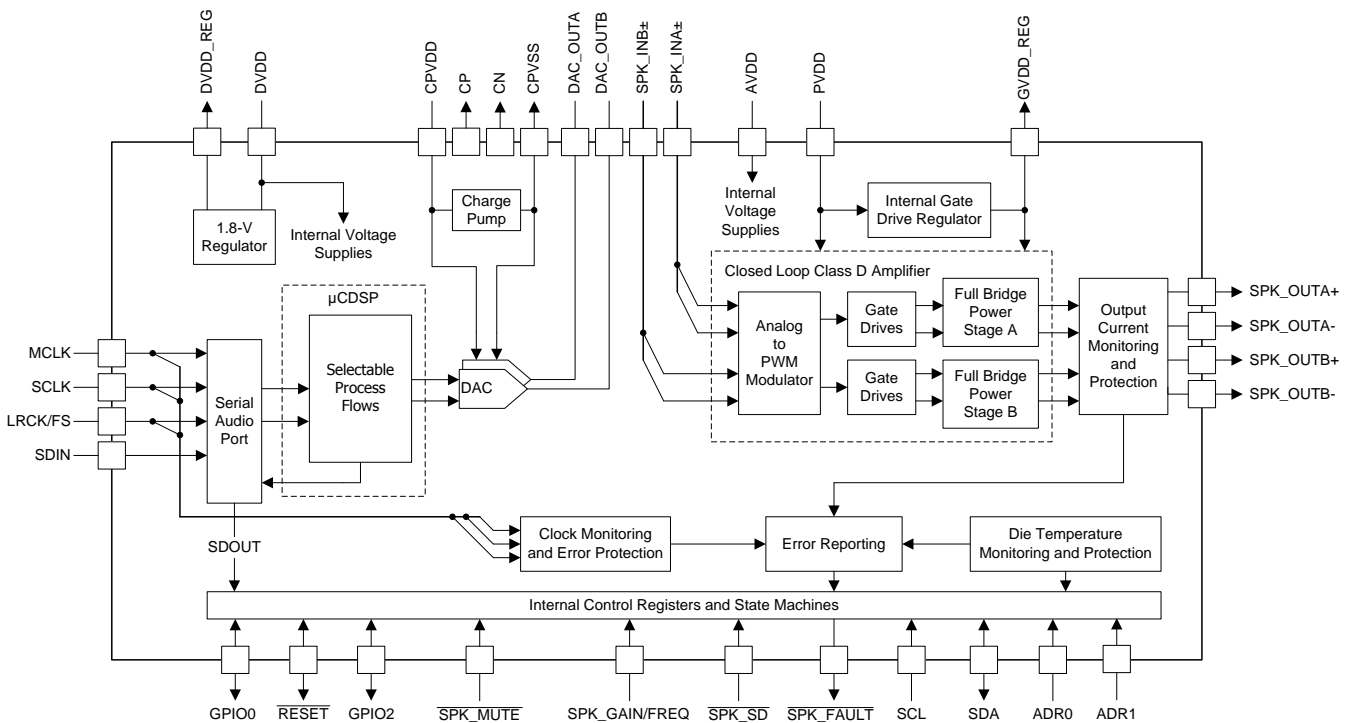 DVDD_REG
DVDD
CPVDD
CP
CN
CPVSS
DAC_OUTA
DAC_OUTB
SPK_INB±
SPK_INA±
AVDD
PVDD
GVDD_REG
1.8-V
Regulator
Internal Voltage
Supplies
Charge
Pump
Internal
Voltage
Supplies
Internal Gate
Drive Regulator
Closed Loop Class D Amplifier
µCDSP
Selectable
Process
Flows
DAC
Analog
to
PWM
Modulator
Gate
Drives
Full Bridge
Power
Stage A
Gate
Drives
Full Bridge
Power
Stage B
Output
Current
Monitoring
and
Protection
SPK_OUTA+
SPK_OUTA-
SPK_OUTB+
SPK_OUTB-
MCLK
SCLK
LRCK/FS
SDIN
Serial
Audio
Port
SDOUT
Clock Monitoring
and Error Protection
Error Reporting
Die Temperature
Monitoring and Protection
Internal Control Registers and State Machines
GPIO0
RESET
GPIO2
SPK_MUTE
SPK_GAIN/FREQ
SPK_SD
SPK_FAULT
SCL
SDA
ADR0
ADR1